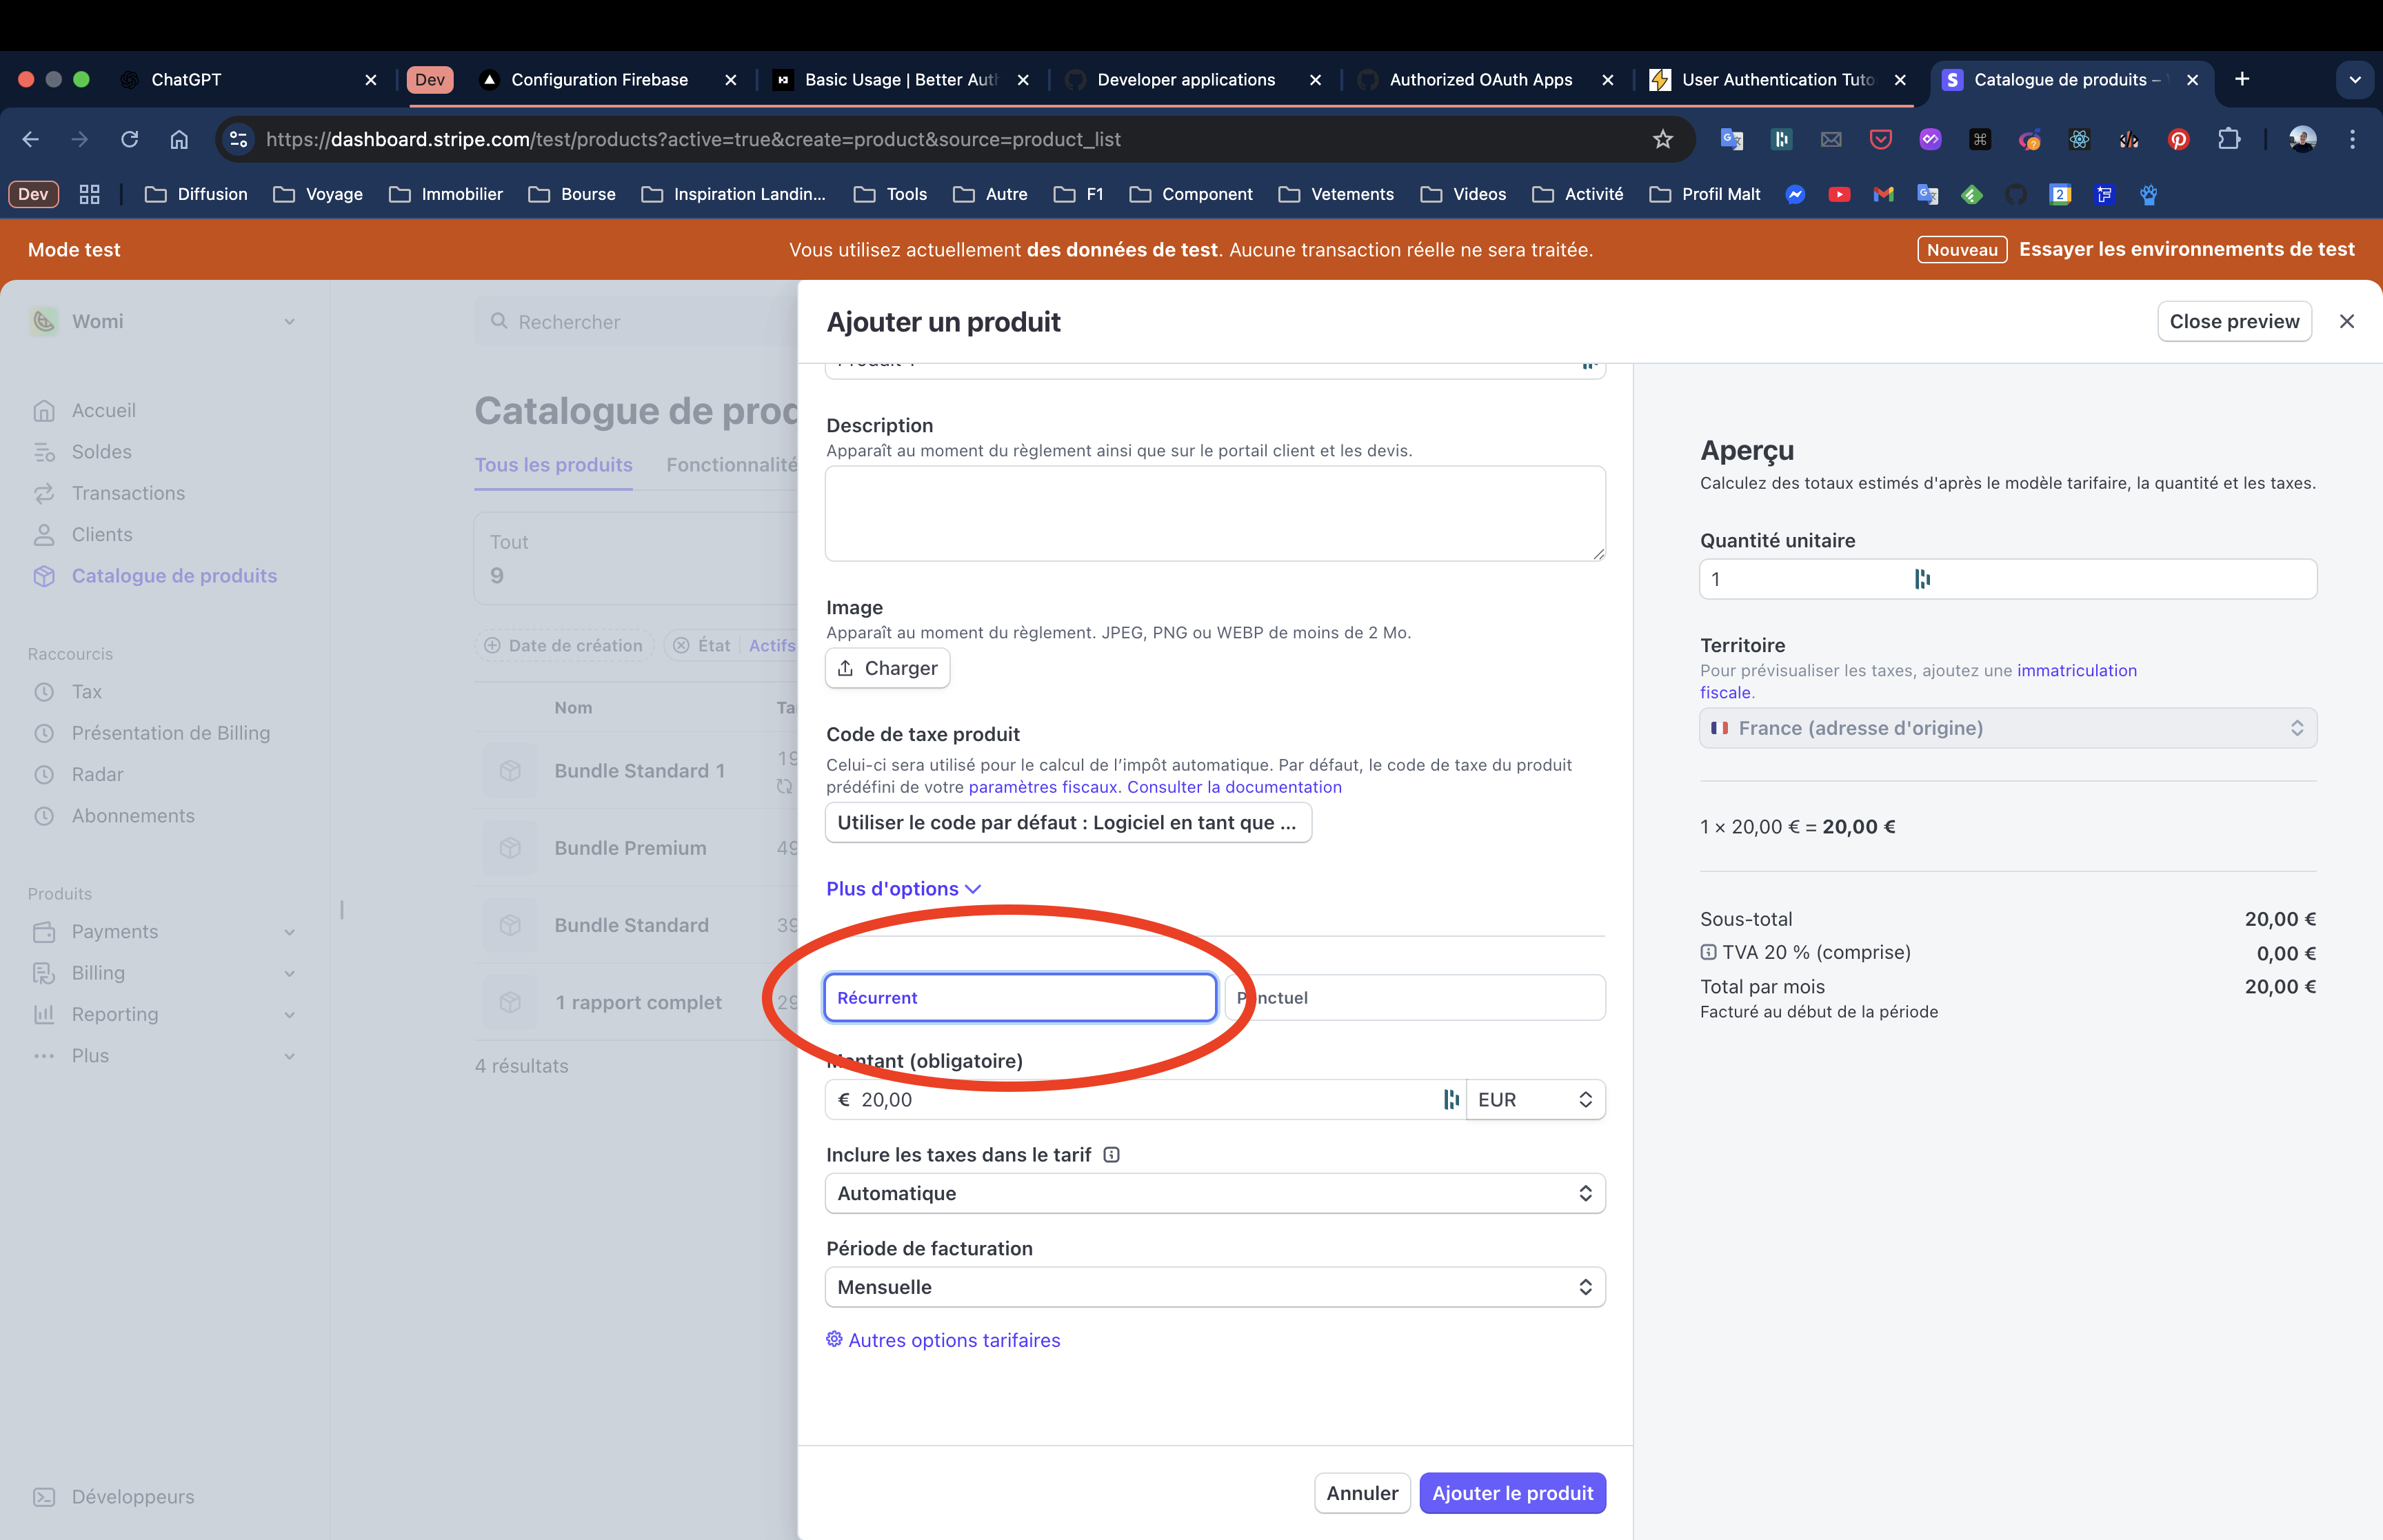 ChatGPT
Dev
Configuration Firebase
Basic Usage | Better Auth
Developer applications
Authorized OAuth Apps
User Authentication Tuto
Catalogue de produits –
https://dashboard.stripe.com/test/products?active=true&create=product&source=product_list
Dev
Diffusion
Voyage
Immobilier
Bourse
Inspiration Landin...
Tools
Autre
F1
Component
Vetements
Videos
Activité
Profil Malt
Mode test
Vous utilisez actuellement des données de test. Aucune transaction réelle ne sera traitée.
Nouveau
Essayer les environnements de test
Womi
Accueil
Soldes
Transactions
Clients
Catalogue de produits
Raccourcis
Tax
Présentation de Billing
Radar
Abonnements
Produits
Payments
Billing
Reporting
Plus
Développeurs
Rechercher
Catalogue de prod
Tous les produits
Fonctionnalité
Tout
9
Date de création
État
Actifs
Nom
Ta
Bundle Standard 1
19
Bundle Premium
49
Bundle Standard
39
1 rapport complet
29
4 résultats
Ajouter un produit
Close preview
Description
Apparaît au moment du règlement ainsi que sur le portail client et les devis.
Image
Apparaît au moment du règlement. JPEG, PNG ou WEBP de moins de 2 Mo.
Charger
Code de taxe produit
Celui-ci sera utilisé pour le calcul de l’impôt automatique. Par défaut, le code de taxe du produit
prédéfini de votre paramètres fiscaux. Consulter la documentation
Utiliser le code par défaut : Logiciel en tant que ...
Plus d'options
Récurrent
Ponctuel
Montant (obligatoire)
€ 20,00
EUR
Inclure les taxes dans le tarif
Automatique
Période de facturation
Mensuelle
Autres options tarifaires
Annuler
Ajouter le produit
Aperçu
Calculez des totaux estimés d'après le modèle tarifaire, la quantité et les taxes.
Quantité unitaire
1
Territoire
Pour prévisualiser les taxes, ajoutez une immatriculation
fiscale.
France (adresse d'origine)
1 × 20,00 € = 20,00 €
Sous-total
20,00 €
TVA 20 % (comprise)
0,00 €
Total par mois
20,00 €
Facturé au début de la période